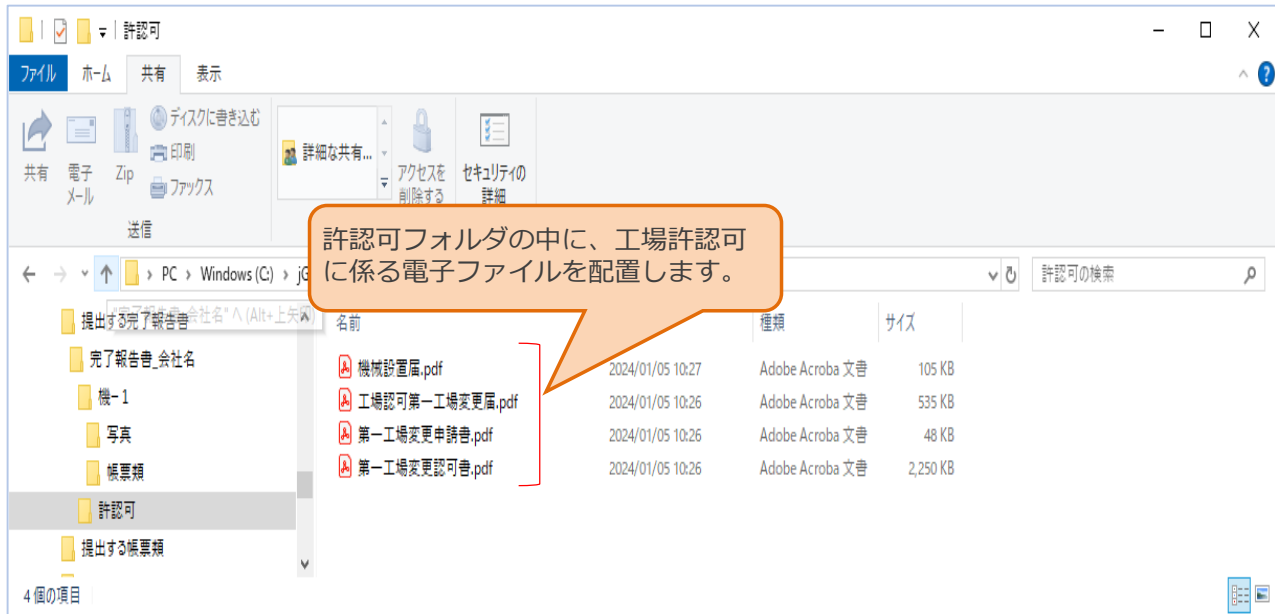 許認可
ファイル ホーム 共有 表示
共有
電子
メール
Zip
ディスクに書き込む
印刷
ファックス
送信
詳細な共有...
アクセスを
削除する
セキュリティの
詳細
許認可フォルダの中に、工場許認可
に係る電子ファイルを配置します。
PC › Windows (C:) › jG
許認可の検索
提出する完了報告書
完了報告書_会社名
機-1
写真
帳票類
許認可
提出する帳票類
名前 種類 サイズ
機械設置届.pdf 2024/01/05 10:27 Adobe Acroba 文書 105 KB
工場認可第一工場変更届.pdf 2024/01/05 10:26 Adobe Acroba 文書 535 KB
第一工場変更申請書.pdf 2024/01/05 10:26 Adobe Acroba 文書 48 KB
第一工場変更認可書.pdf 2024/01/05 10:26 Adobe Acroba 文書 2,250 KB
4 個の項目